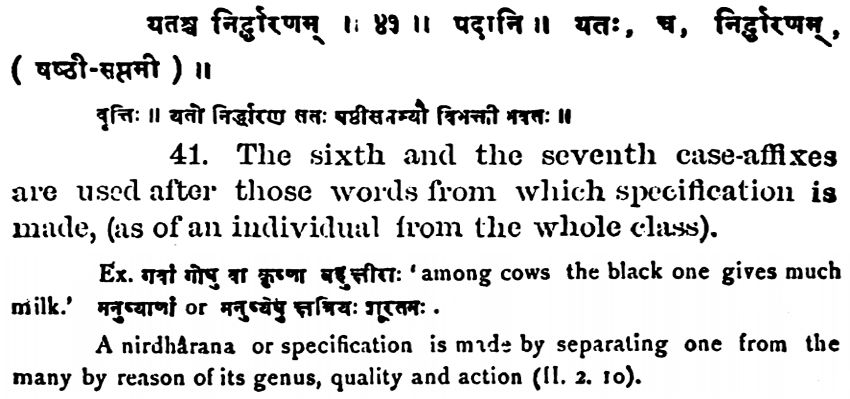 यतश्च निर्द्धारणम् ॥ ४१ ॥ पदानि ॥ यतः, च, निर्द्धारणम्,
( षष्ठी-सप्तमी ) ॥
वृत्तिः ॥ यतो निर्द्धारण ततः षष्ठीसप्तम्यौ विभक्ती भवतः ॥
41. The sixth and the seventh case-affixes
are used after those words from which specification is
made, (as of an individual from the whole class).
Ex. गवां गोषु वा कृष्णा बहुक्षीराः ‘among cows the black one gives much
milk.’ मनुष्याणां or मनुष्येषु क्षत्रियः शूरतमः .
A nirdhârana or specification is made by separating one from the
many by reason of its genus, quality and action (II. 2. 10).